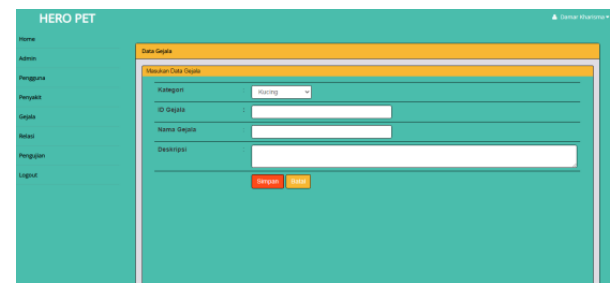 HERO PET
Damar Kharisma
Home
Admin
Pengguna
Penyakit
Gejala
Relasi
Pengujian
Logout
Data Gejala
Masukan Data Gejala
Kategori : Kucing
ID Gejala :
Nama Gejala :
Deskripsi :
Simpan Batal